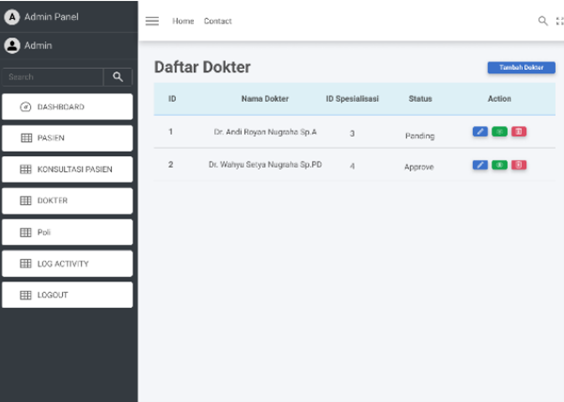 A Admin Panel
Home Contact
Admin
Search
DASHBOARD
PASIEN
KONSULTASI PASIEN
DOKTER
Poli
LOG ACTIVITY
LOGOUT
Daftar Dokter
Tambah Dokter
ID Nama Dokter ID Spesialisasi Status Action
1 Dr. Andi Royan Nugraha Sp.A 3 Pending
2 Dr. Wahyu Setya Nugraha Sp.PD 4 Approve